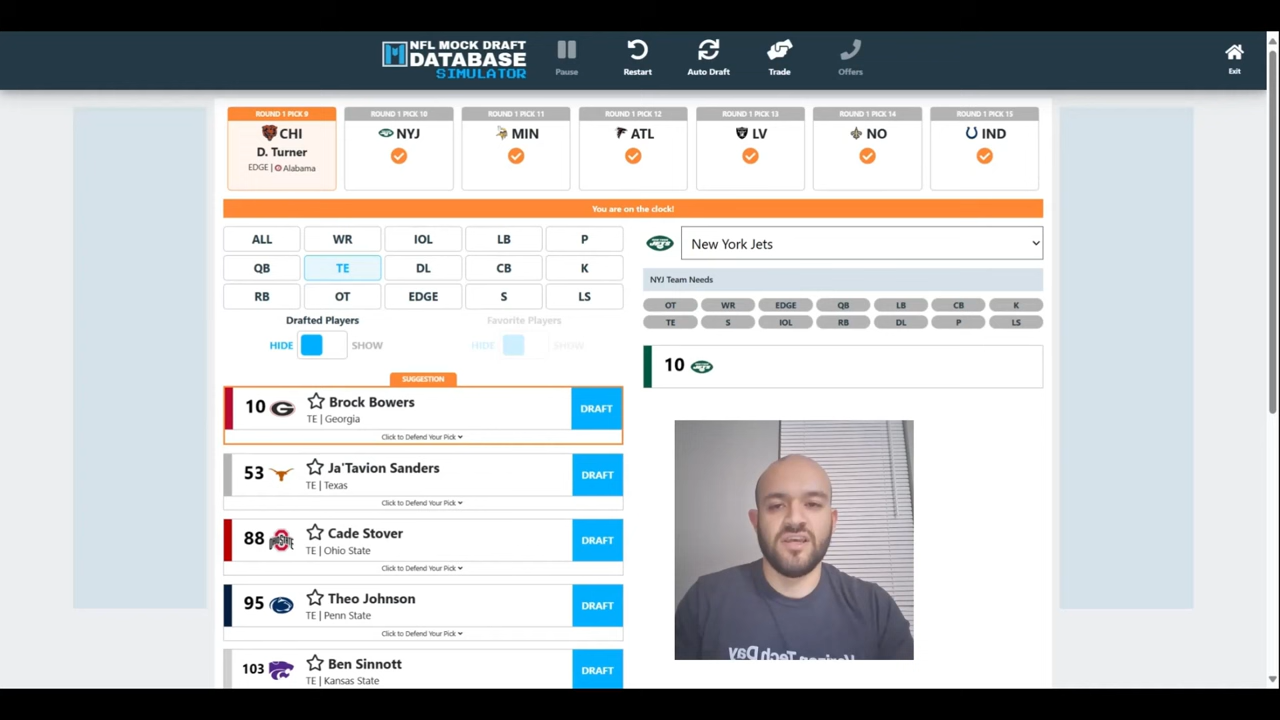 NFL MOCK DRAFT
DATABASE
SIMULATOR
Pause
Restart
Auto Draft
Trade
Offers
Exit
ROUND 1 PICK 9
CHI
D. Turner
EDGE | Alabama
ROUND 1 PICK 10
NYJ
ROUND 1 PICK 11
MIN
ROUND 1 PICK 12
ATL
ROUND 1 PICK 13
LV
ROUND 1 PICK 14
NO
ROUND 1 PICK 15
IND
You are on the clock!
ALL WR IOL LB P
QB TE DL CB K
RB OT EDGE S LS
Drafted Players
HIDE SHOW
Favorite Players
HIDE SHOW
SUGGESTION
10 Brock Bowers
TE | Georgia
DRAFT
Click to Defend Your Pick
53 Ja'Tavion Sanders
TE | Texas
DRAFT
Click to Defend Your Pick
88 Cade Stover
TE | Ohio State
DRAFT
Click to Defend Your Pick
95 Theo Johnson
TE | Penn State
DRAFT
Click to Defend Your Pick
103 Ben Sinnott
TE | Kansas State
DRAFT
New York Jets
NYJ Team Needs
OT WR EDGE QB LB CB K
TE S IOL RB DL P LS
10
Tech Day